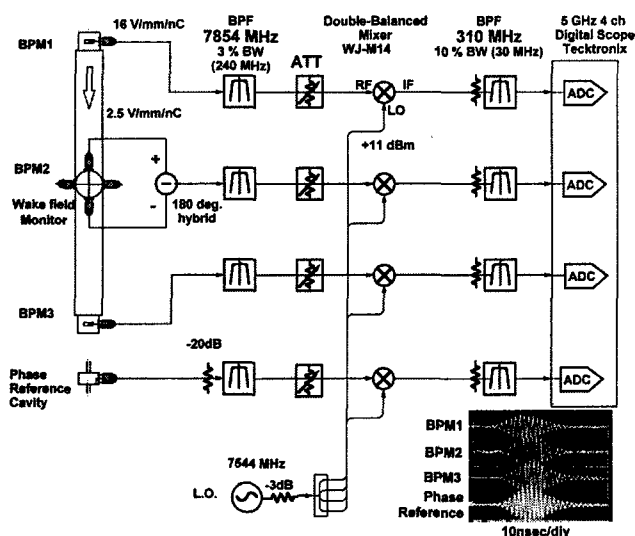 BPM1
16 V/mm/nC
BPF
7854 MHz
3 % BW
(240 MHz)
ATT
Double-Balanced
Mixer
WJ-M14
BPF
310 MHz
10 % BW (30 MHz)
5 GHz 4 ch
Digital Scope
Tecktronix
RF
IF
LO
ADC
2.5 V/mm/nC
+11 dBm
BPM2
+
-
Wake field
Monitor
180 deg.
hybrid
ADC
BPM3
ADC
-20dB
Phase
Reference
Cavity
ADC
7544 MHz
L.O.
-3dB
BPM1
BPM2
BPM3
Phase
Reference
10nsec/div